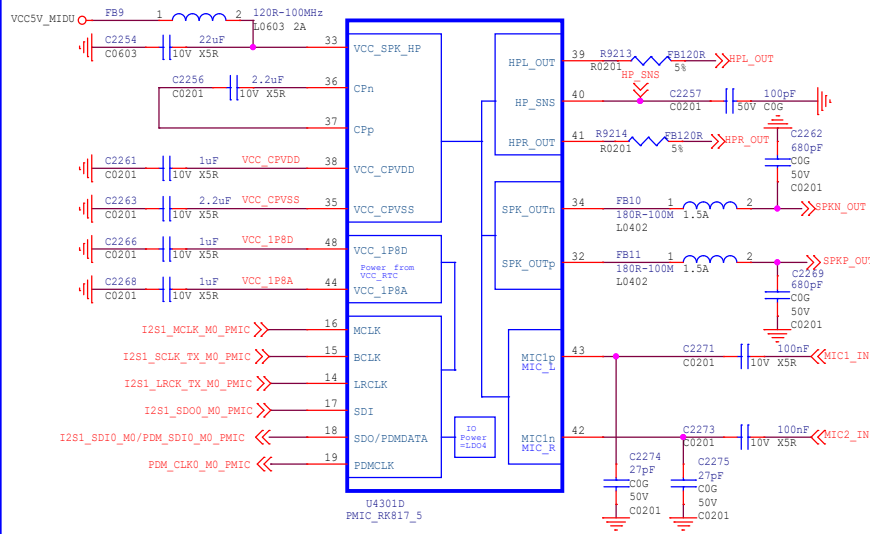 VCC5V_MIDU
FB9
1
2
120R-100MHz
L0603 2A
C2254
C0603
22uF
10V X5R
33
VCC_SPK_HP
C2256
C0201
2.2uF
10V X5R
36
CPn
37
CPp
C2261
C0201
1uF
10V X5R
VCC_CPVDD
38
VCC_CPVDD
C2263
C0201
2.2uF
10V X5R
VCC_CPVSS
35
VCC_CPVSS
C2266
C0201
1uF
10V X5R
VCC_1P8D
48
VCC_1P8D
Power from
VCC_RTC
C2268
C0201
1uF
10V X5R
VCC_1P8A
44
VCC_1P8A
I2S1_MCLK_M0_PMIC
16
MCLK
I2S1_SCLK_TX_M0_PMIC
15
BCLK
I2S1_LRCK_TX_M0_PMIC
14
LRCLK
I2S1_SDO0_M0_PMIC
17
SDI
I2S1_SDI0_M0/PDM_SDI0_M0_PMIC
18
SDO/PDMDATA
PDM_CLK0_M0_PMIC
19
PDMCLK
IO
Power
=LDO4
HPL_OUT
39
R9213
R0201
FB120R
5%
HPL_OUT
HP_SNS
HP_SNS
40
C2257
C0201
100pF
50V C0G
HPR_OUT
41
R9214
R0201
FB120R
5%
HPR_OUT
C2262
680pF
C0G
50V
C0201
SPK_OUTn
34
FB10
180R-100M
L0402
1
2
1.5A
SPKN_OUT
SPK_OUTp
32
FB11
180R-100M
L0402
1
2
1.5A
SPKP_OUT
C2269
680pF
C0G
50V
C0201
MIC1p
MIC_L
43
C2271
C0201
100nF
10V X5R
MIC1_IN
MIC1n
MIC_R
42
C2273
C0201
100nF
10V X5R
MIC2_IN
C2274
27pF
C0G
50V
C0201
C2275
27pF
C0G
50V
C0201
U4301D
PMIC_RK817_5